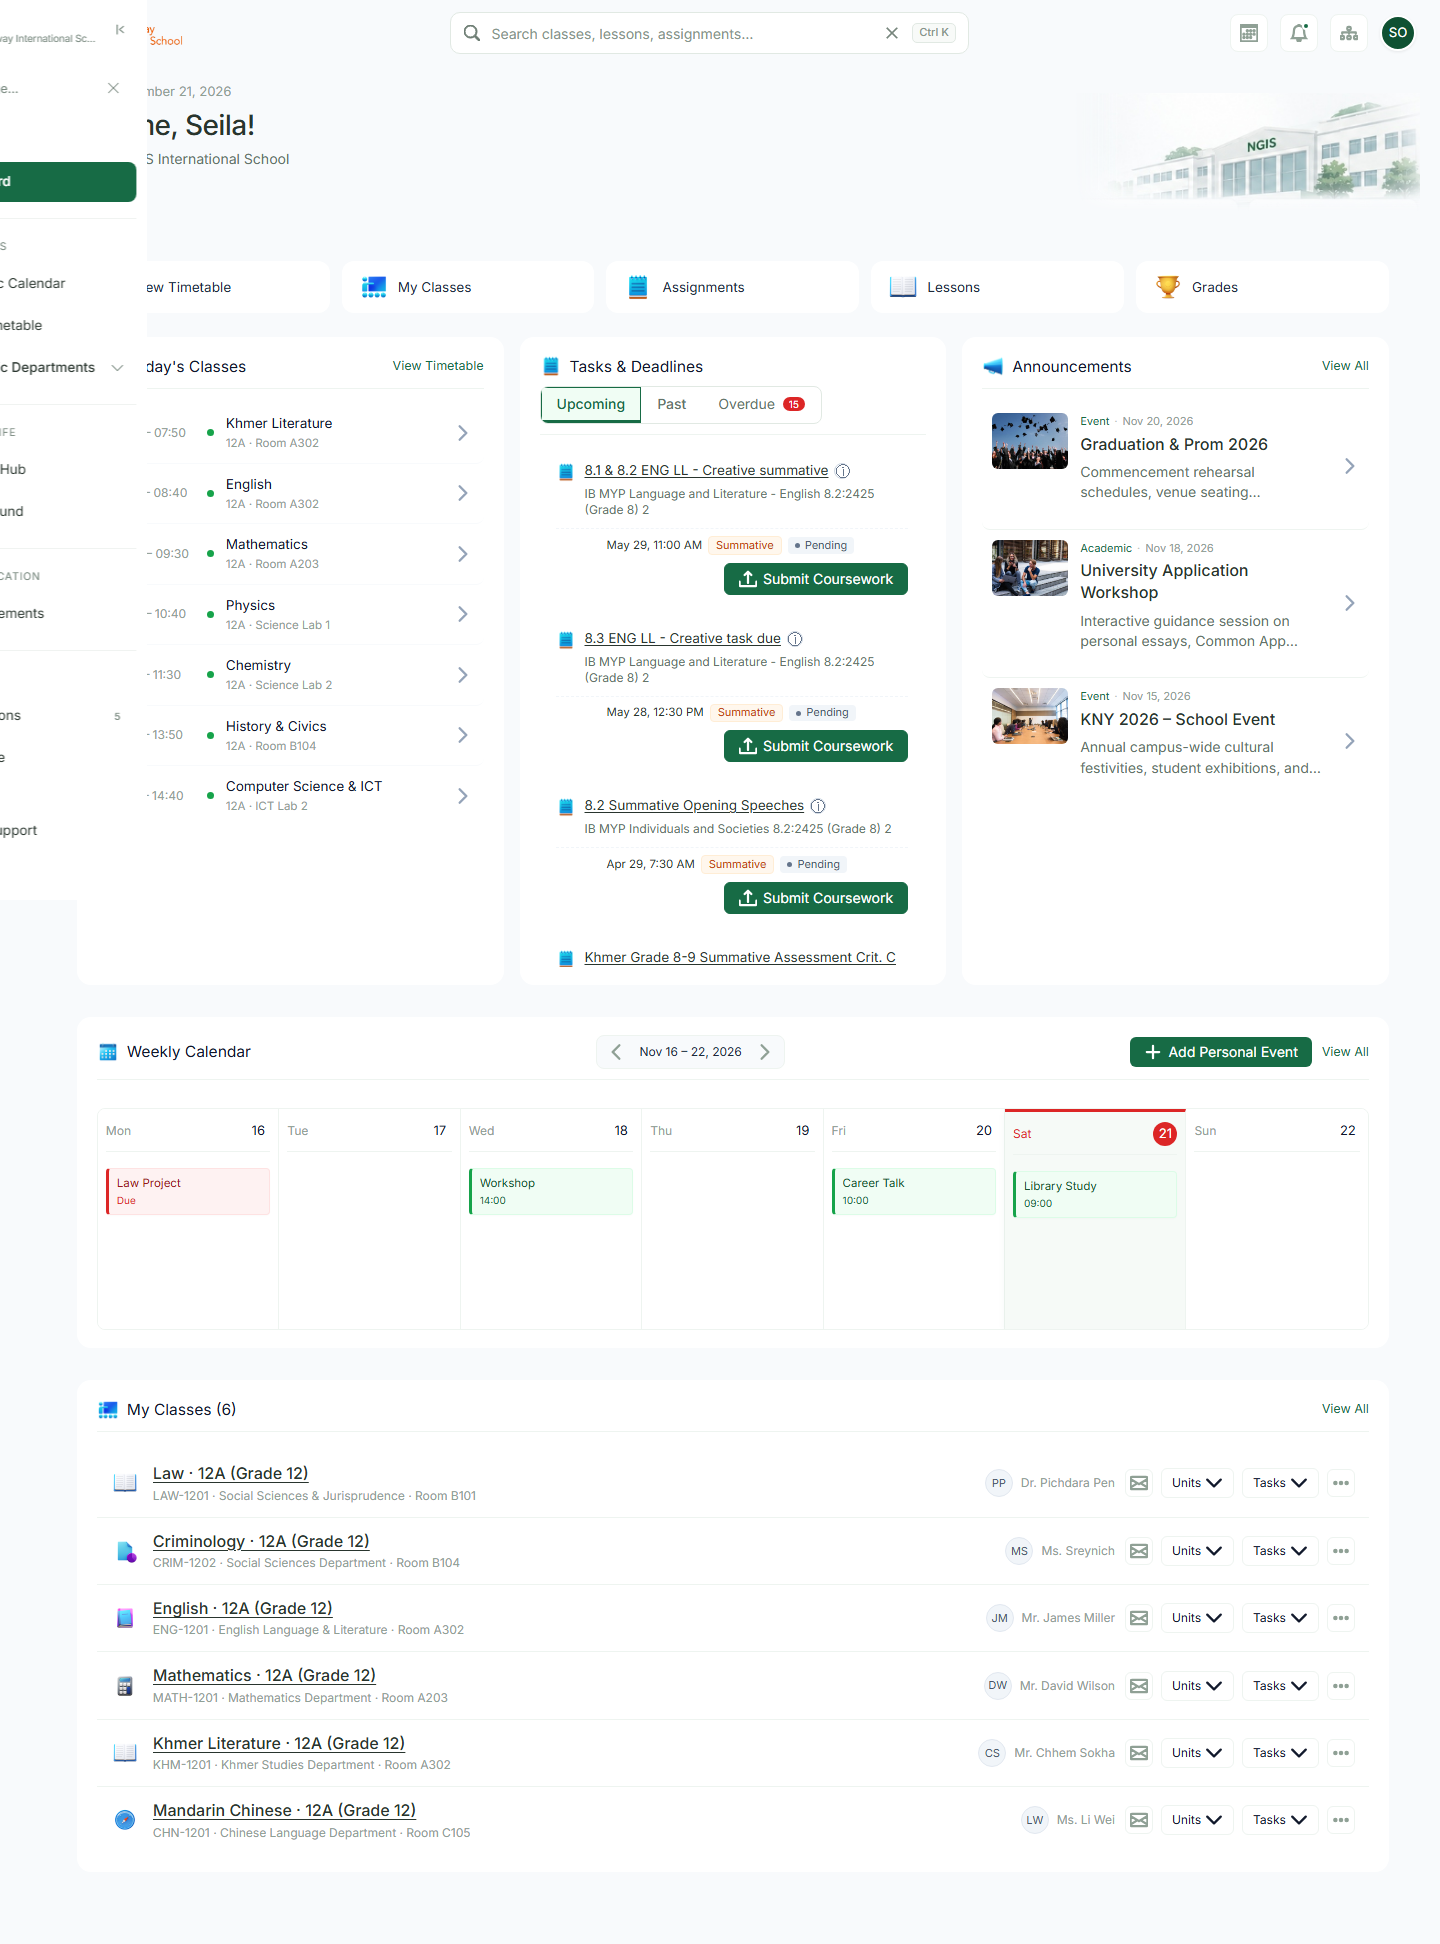 School
Search classes, lessons, assignments...
Ctrl K
SO
way International Sc...
e...
rd
S
c Calendar
netable
c Departments
IFE
Hub
und
CATION
ements
ons
5
e
upport
mber 21, 2026
ne, Seila!
S International School
NGIS
ew Timetable
My Classes
Assignments
Lessons
Grades
day's Classes
View Timetable
- 07:50
Khmer Literature
12A · Room A302
- 08:40
English
12A · Room A302
- 09:30
Mathematics
12A · Room A203
- 10:40
Physics
12A · Science Lab 1
- 11:30
Chemistry
12A · Science Lab 2
- 13:50
History & Civics
12A · Room B104
- 14:40
Computer Science & ICT
12A · ICT Lab 2
Tasks & Deadlines
Upcoming
Past
Overdue 15
8.1 & 8.2 ENG LL - Creative summative
IB MYP Language and Literature - English 8.2:2425
(Grade 8) 2
May 29, 11:00 AM Summative Pending
Submit Coursework
8.3 ENG LL - Creative task due
IB MYP Language and Literature - English 8.2:2425
(Grade 8) 2
May 28, 12:30 PM Summative Pending
Submit Coursework
8.2 Summative Opening Speeches
IB MYP Individuals and Societies 8.2:2425 (Grade 8) 2
Apr 29, 7:30 AM Summative Pending
Submit Coursework
Khmer Grade 8-9 Summative Assessment Crit. C
Announcements
View All
Event · Nov 20, 2026
Graduation & Prom 2026
Commencement rehearsal
schedules, venue seating...
Academic · Nov 18, 2026
University Application
Workshop
Interactive guidance session on
personal essays, Common App...
Event · Nov 15, 2026
KNY 2026 – School Event
Annual campus-wide cultural
festivities, student exhibitions, and...
Weekly Calendar
Nov 16 – 22, 2026
Add Personal Event
View All
Mon 16
Tue 17
Wed 18
Thu 19
Fri 20
Sat 21
Sun 22
Law Project
Due
Workshop
14:00
Career Talk
10:00
Library Study
09:00
My Classes (6)
View All
Law · 12A (Grade 12)
LAW-1201 · Social Sciences & Jurisprudence · Room B101
PP Dr. Pichdara Pen Units Tasks
Criminology · 12A (Grade 12)
CRIM-1202 · Social Sciences Department · Room B104
MS Ms. Sreynich Units Tasks
English · 12A (Grade 12)
ENG-1201 · English Language & Literature · Room A302
JM Mr. James Miller Units Tasks
Mathematics · 12A (Grade 12)
MATH-1201 · Mathematics Department · Room A203
DW Mr. David Wilson Units Tasks
Khmer Literature · 12A (Grade 12)
KHM-1201 · Khmer Studies Department · Room A302
CS Mr. Chhem Sokha Units Tasks
Mandarin Chinese · 12A (Grade 12)
CHN-1201 · Chinese Language Department · Room C105
LW Ms. Li Wei Units Tasks